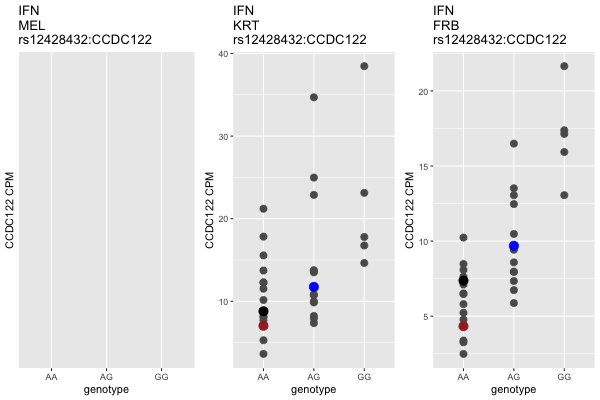 IFN
MEL
rs12428432:CCDC122
CCDC122 CPM
AA AG GG
genotype
IFN
KRT
rs12428432:CCDC122
CCDC122 CPM
40
30
20
10
AA AG GG
genotype
IFN
FRB
rs12428432:CCDC122
CCDC122 CPM
20
15
10
5
AA AG GG
genotype